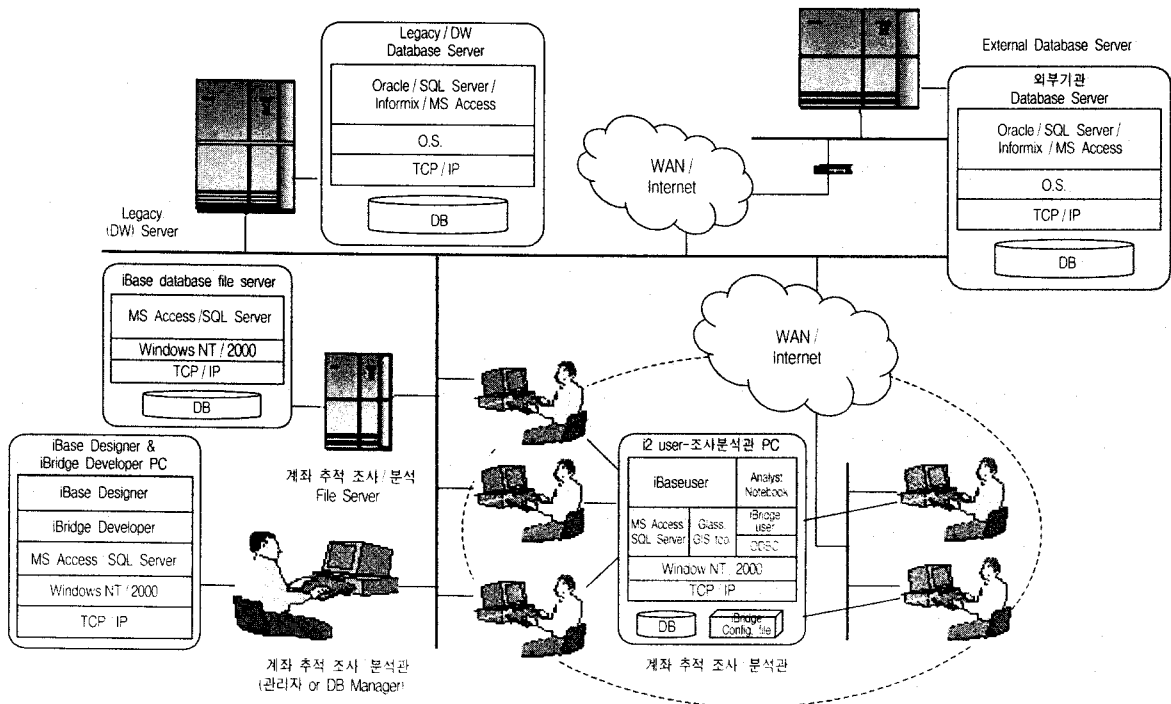 Legacy / DW
Database Server
Oracle / SQL Server /
Informix / MS Access
O.S.
TCP / IP
DB
Legacy
(DW) Server
External Database Server
외부기관
Database Server
Oracle / SQL Server /
Informix / MS Access
O.S.
TCP / IP
DB
WAN /
Internet
iBase database file server
MS Access /SQL Server
Windows NT / 2000
TCP / IP
DB
계좌 추적 조사/ 분석
File Server
WAN /
Internet
iBase Designer &
iBridge Developer PC
iBase Designer
iBridge Developer
MS Access SQL Server
Windows NT / 2000
TCP / IP
계좌 추적 조사 분석관
(관리자 or DB Manager)
i2 user-조사분석관 PC
iBaseuser
Analyst
Notebook
MS Access
SQL Server
Glass.
GIS too
iBridge
user
ODBC
Window NT / 2000
TCP / IP
DB
iBridge
Config. file
계좌 추적 조사 분석관